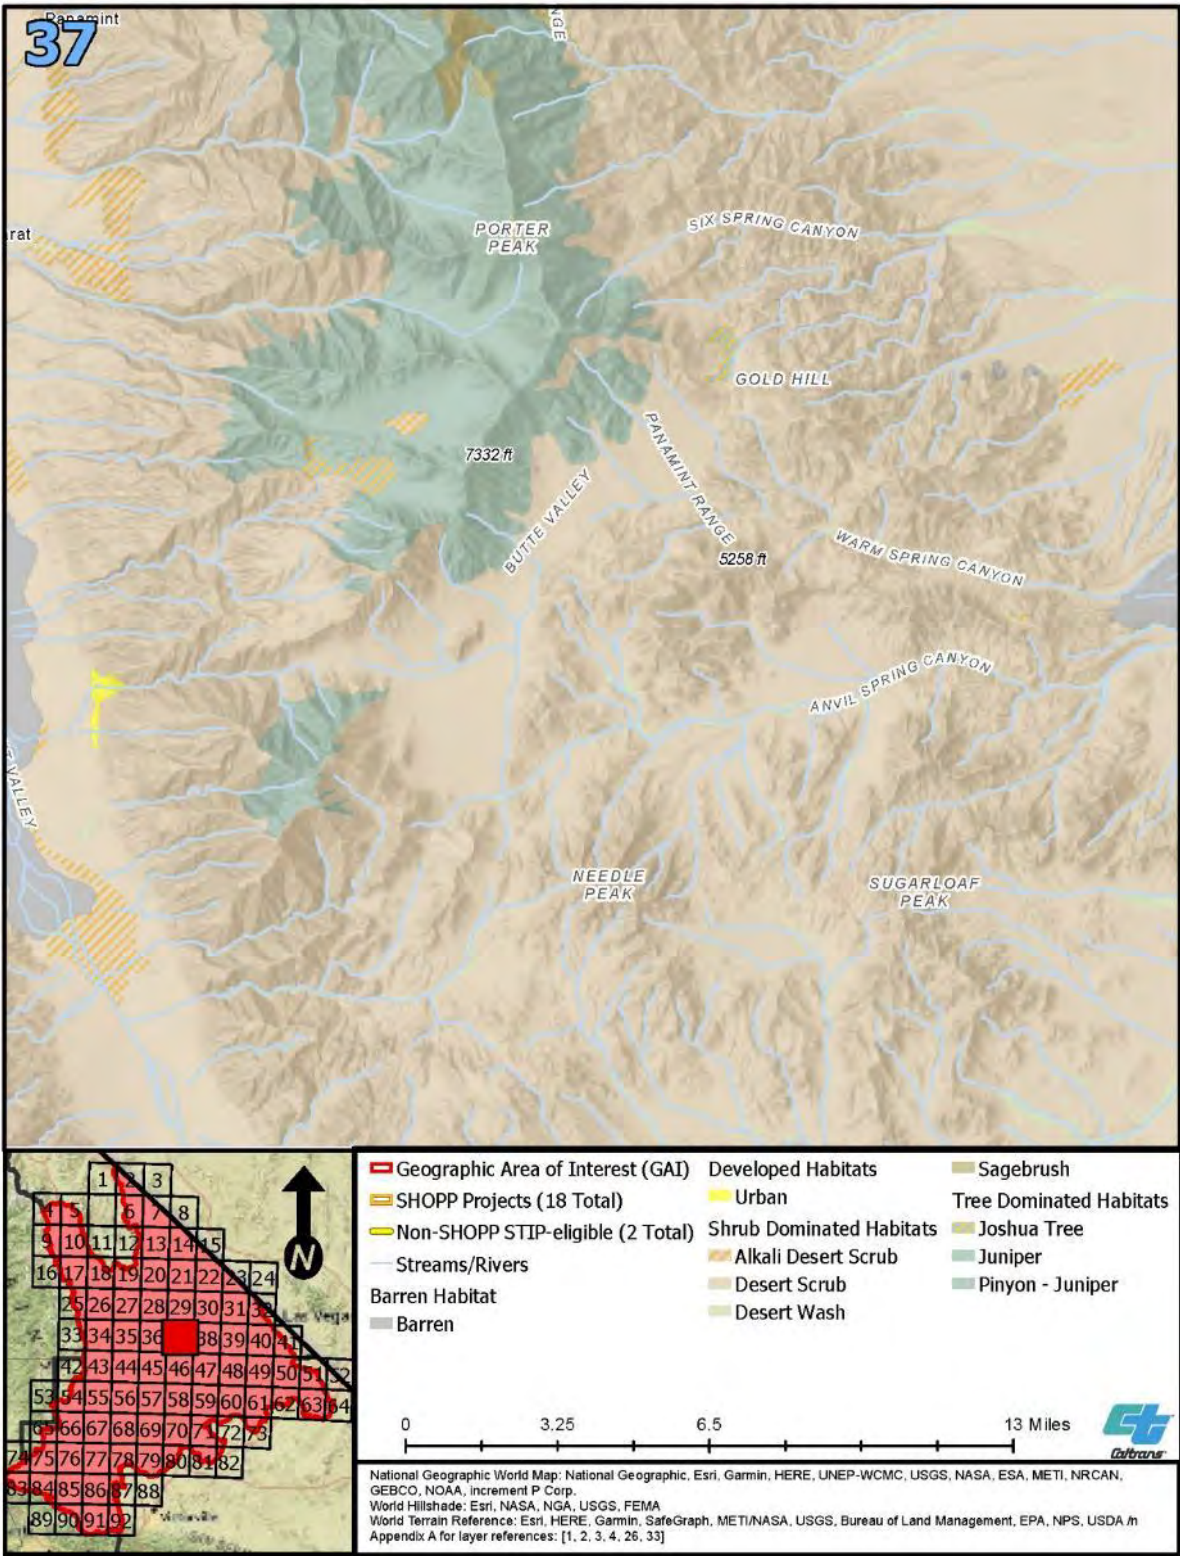 Panamint
37
NGE
rat
PORTER
PEAK
SIX SPRING CANYON
GOLD HILL
7332 ft
PANAMINT RANGE
BUTTE VALLEY
5258 ft
WARM SPRING CANYON
ANVIL SPRING CANYON
T VALLEY
NEEDLE
PEAK
SUGARLOAF
PEAK
1 2 3
4 5 6 7 8
9 10 11 12 13 14 15
16 17 18 19 20 21 22 23 24
25 26 27 28 29 30 31 32
Las Vega
33 34 35 36 38 39 40 41
42 43 44 45 46 47 48 49 50 51 52
53 54 55 56 57 58 59 60 61 62 63 64
65 66 67 68 69 70 71 72 73
74 75 76 77 78 79 80 81 82
83 84 85 86 87 88
89 90 91 92
Victorville
N
Geographic Area of Interest (GAI)
SHOPP Projects (18 Total)
Non-SHOPP STIP-eligible (2 Total)
Streams/Rivers
Barren Habitat
Barren
Developed Habitats
Urban
Shrub Dominated Habitats
Alkali Desert Scrub
Desert Scrub
Desert Wash
Sagebrush
Tree Dominated Habitats
Joshua Tree
Juniper
Pinyon - Juniper
0 3.25 6.5 13 Miles
ct
Caltrans
National Geographic World Map: National Geographic, Esri, Garmin, HERE, UNEP-WCMC, USGS, NASA, ESA, METI, NRCAN,
GEBCO, NOAA, increment P Corp.
World Hillshade: Esri, NASA, NGA, USGS, FEMA
World Terrain Reference: Esri, HERE, Garmin, SafeGraph, METI/NASA, USGS, Bureau of Land Management, EPA, NPS, USDA /n
Appendix A for layer references: [1, 2, 3, 4, 26, 33]